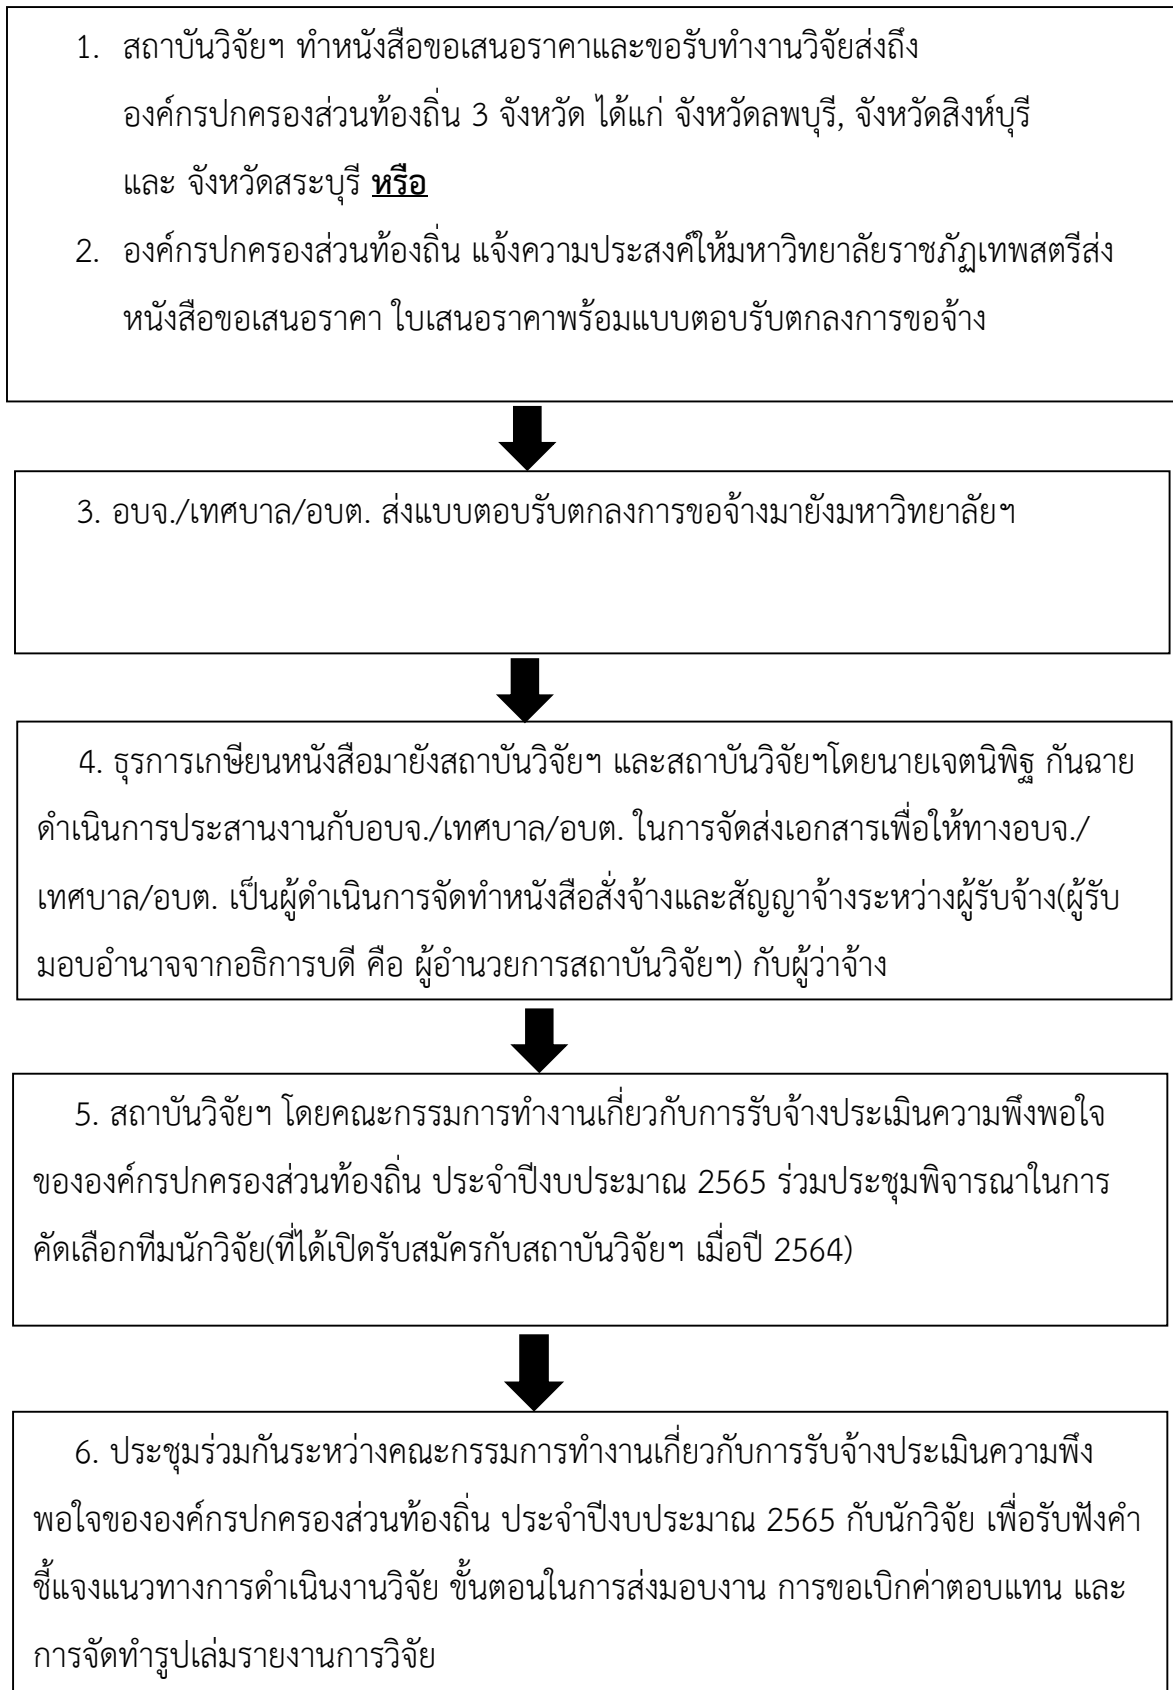 1. สถาบันวิจัยฯ ทำหนังสือขอเสนอราคาและขอรับทำงานวิจัยส่งถึง
องค์กรปกครองส่วนท้องถิ่น 3 จังหวัด ได้แก่ จังหวัดลพบุรี, จังหวัดสิงห์บุรี
และ จังหวัดสระบุรี หรือ
2. องค์กรปกครองส่วนท้องถิ่น แจ้งความประสงค์ให้มหาวิทยาลัยราชภัฏเทพสตรีส่ง
หนังสือขอเสนอราคา ใบเสนอราคาพร้อมแบบตอบรับตกลงการขอจ้าง
3. อบจ./เทศบาล/อบต. ส่งแบบตอบรับตกลงการขอจ้างมายังมหาวิทยาลัยฯ
4. ธุรการเกษียนหนังสือมายังสถาบันวิจัยฯ และสถาบันวิจัยฯโดยนายเจตนิพิฐ กันฉาย
ดำเนินการประสานงานกับอบจ./เทศบาล/อบต. ในการจัดส่งเอกสารเพื่อให้ทางอบจ./
เทศบาล/อบต. เป็นผู้ดำเนินการจัดทำหนังสือสั่งจ้างและสัญญาจ้างระหว่างผู้รับจ้าง(ผู้รับ
มอบอำนาจจากอธิการบดี คือ ผู้อำนวยการสถาบันวิจัยฯ) กับผู้ว่าจ้าง
5. สถาบันวิจัยฯ โดยคณะกรรมการทำงานเกี่ยวกับการรับจ้างประเมินความพึงพอใจ
ขององค์กรปกครองส่วนท้องถิ่น ประจำปีงบประมาณ 2565 ร่วมประชุมพิจารณาในการ
คัดเลือกทีมนักวิจัย(ที่ได้เปิดรับสมัครกับสถาบันวิจัยฯ เมื่อปี 2564)
6. ประชุมร่วมกันระหว่างคณะกรรมการทำงานเกี่ยวกับการรับจ้างประเมินความพึง
พอใจขององค์กรปกครองส่วนท้องถิ่น ประจำปีงบประมาณ 2565 กับนักวิจัย เพื่อรับฟังคำ
ชี้แจงแนวทางการดำเนินงานวิจัย ขั้นตอนในการส่งมอบงาน การขอเบิกค่าตอบแทน และ
การจัดทำรูปเล่มรายงานการวิจัย